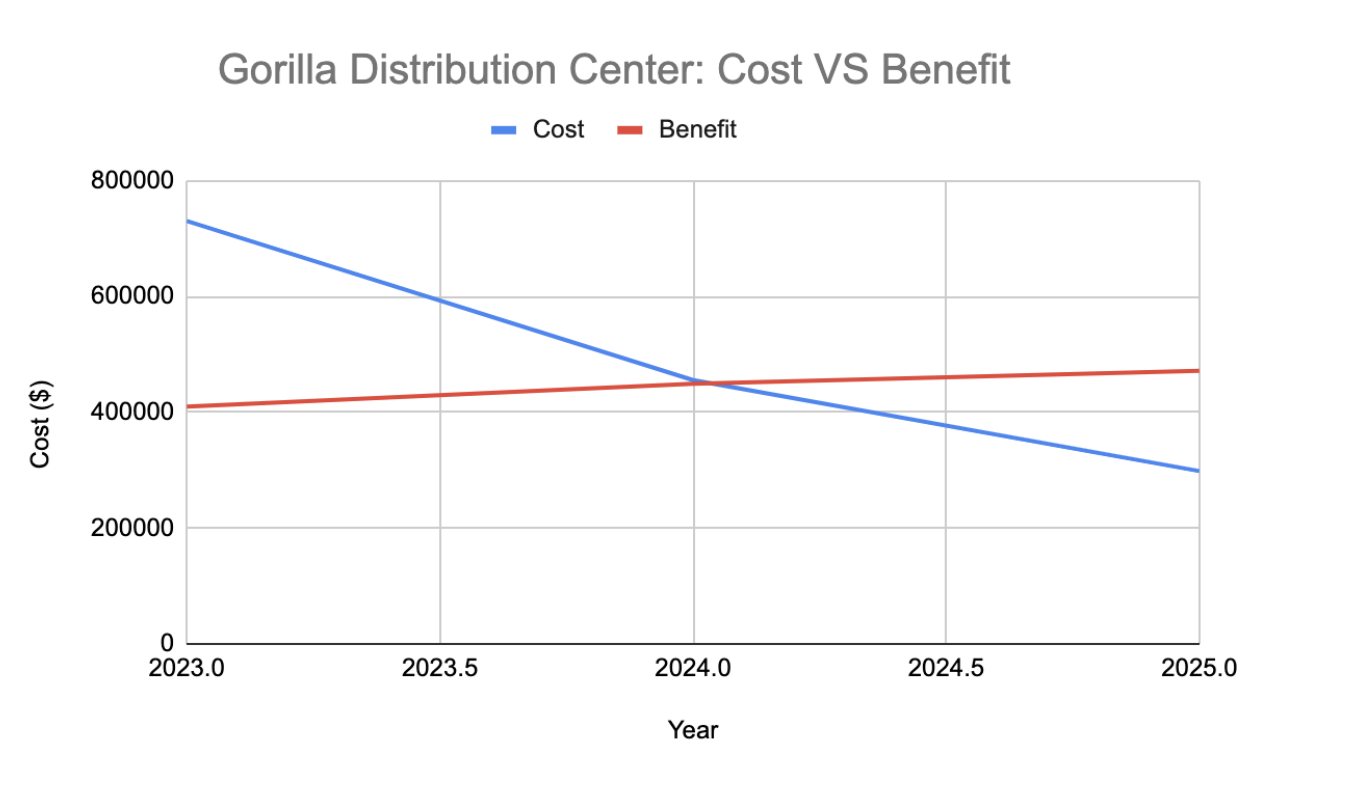 Gorilla Distribution Center: Cost VS Benefit
Cost Benefit
800000
600000
400000
200000
0
Cost ($)
2023.0 2023.5 2024.0 2024.5 2025.0
Year